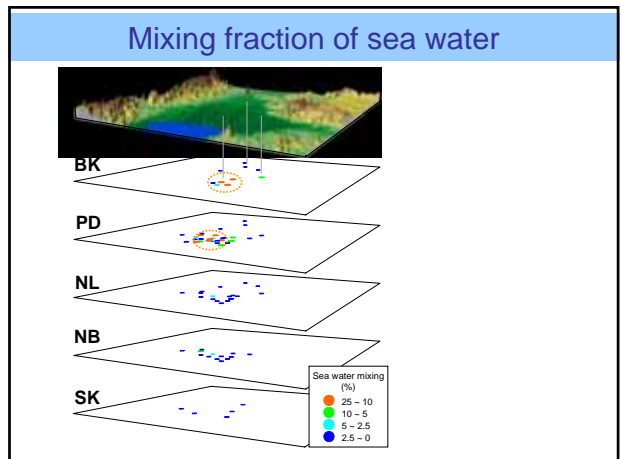 Mixing fraction of sea water
BK
PD
NL
NB
SK
Sea water mixing
(%)
25 ~ 10
10 ~ 5
5 ~ 2.5
2.5 ~ 0